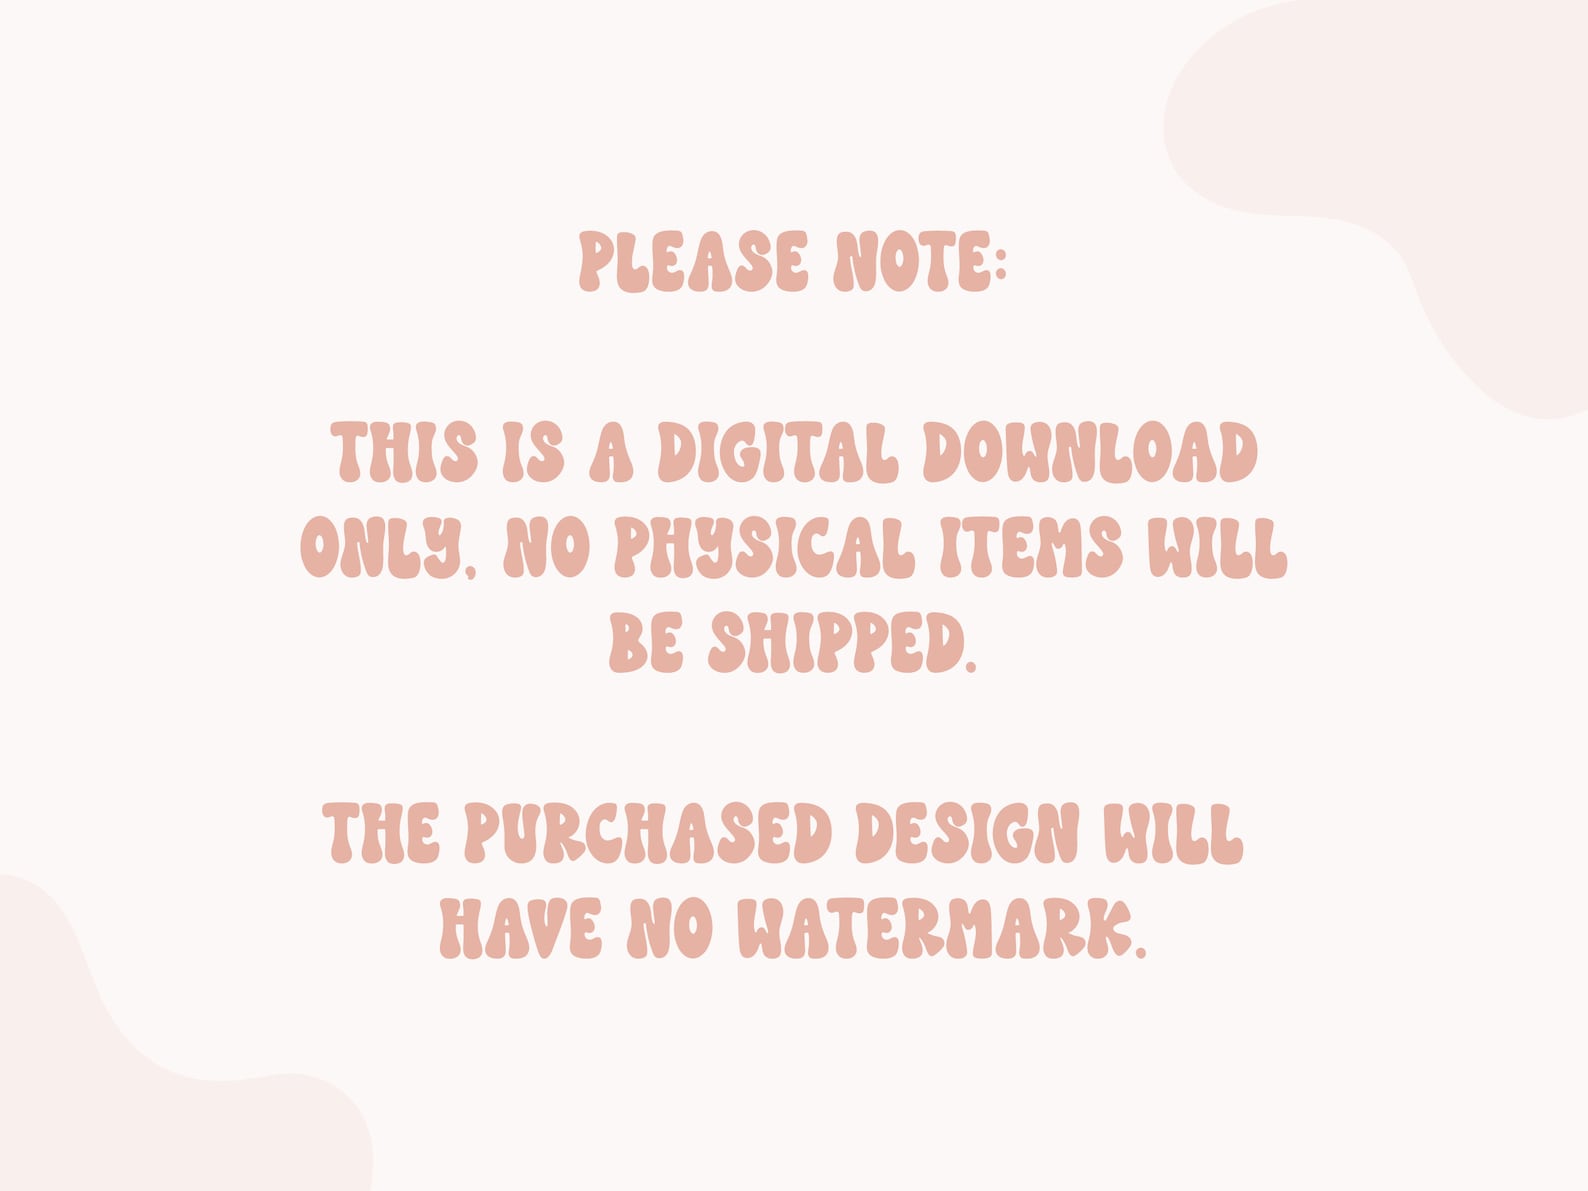 PLEASE NOTE:
THIS IS A DIGITAL DOWNLOAD
ONLY, NO PHYSICAL ITEMS WILL
BE SHIPPED.
THE PURCHASED DESIGN WILL
HAVE NO WATERMARK.